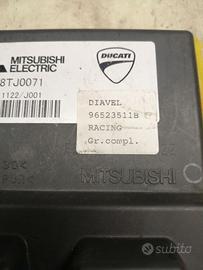 MITSUBISHI
ELECTRIC
DUCATI
8TJ0071
1122/J001
DIAVEL
96523511B
RACING
Gr.compl.
MITSUBISHI
subito